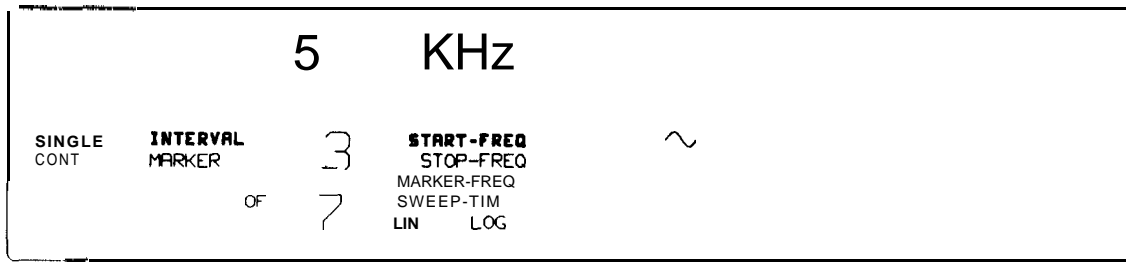 5 KHz
SINGLE INTERVAL 3 START-FREQ
CONT MARKER STOP-FREQ
MARKER-FREQ
OF 7 SWEEP-TIM
LIN LOG